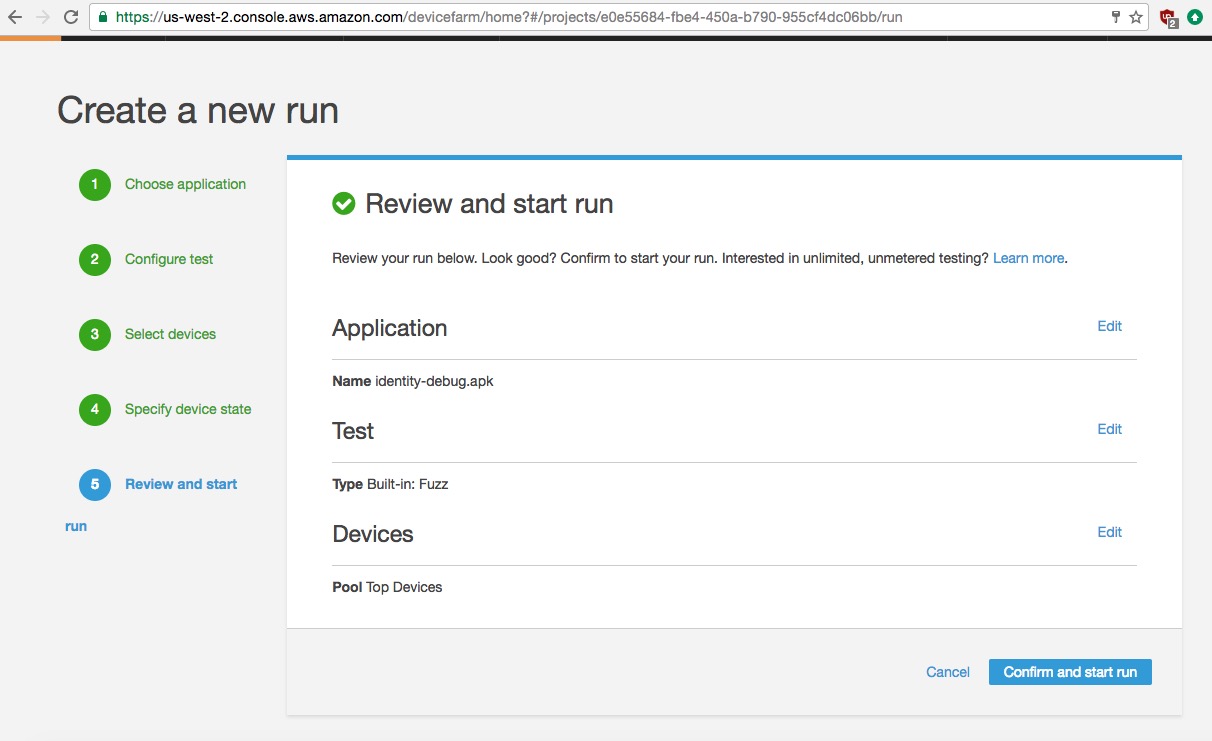 https://us-west-2.console.aws.amazon.com/devicefarm/home?#/projects/e0e55684-fbe4-450a-b790-955cf4dc06bb/run
2
Create a new run
1 Choose application
2 Configure test
3 Select devices
4 Specify device state
5 Review and start
run
Review and start run
Review your run below. Look good? Confirm to start your run. Interested in unlimited, unmetered testing? Learn more.
Application Edit
Name identity-debug.apk
Test Edit
Type Built-in: Fuzz
Devices Edit
Pool Top Devices
Cancel Confirm and start run